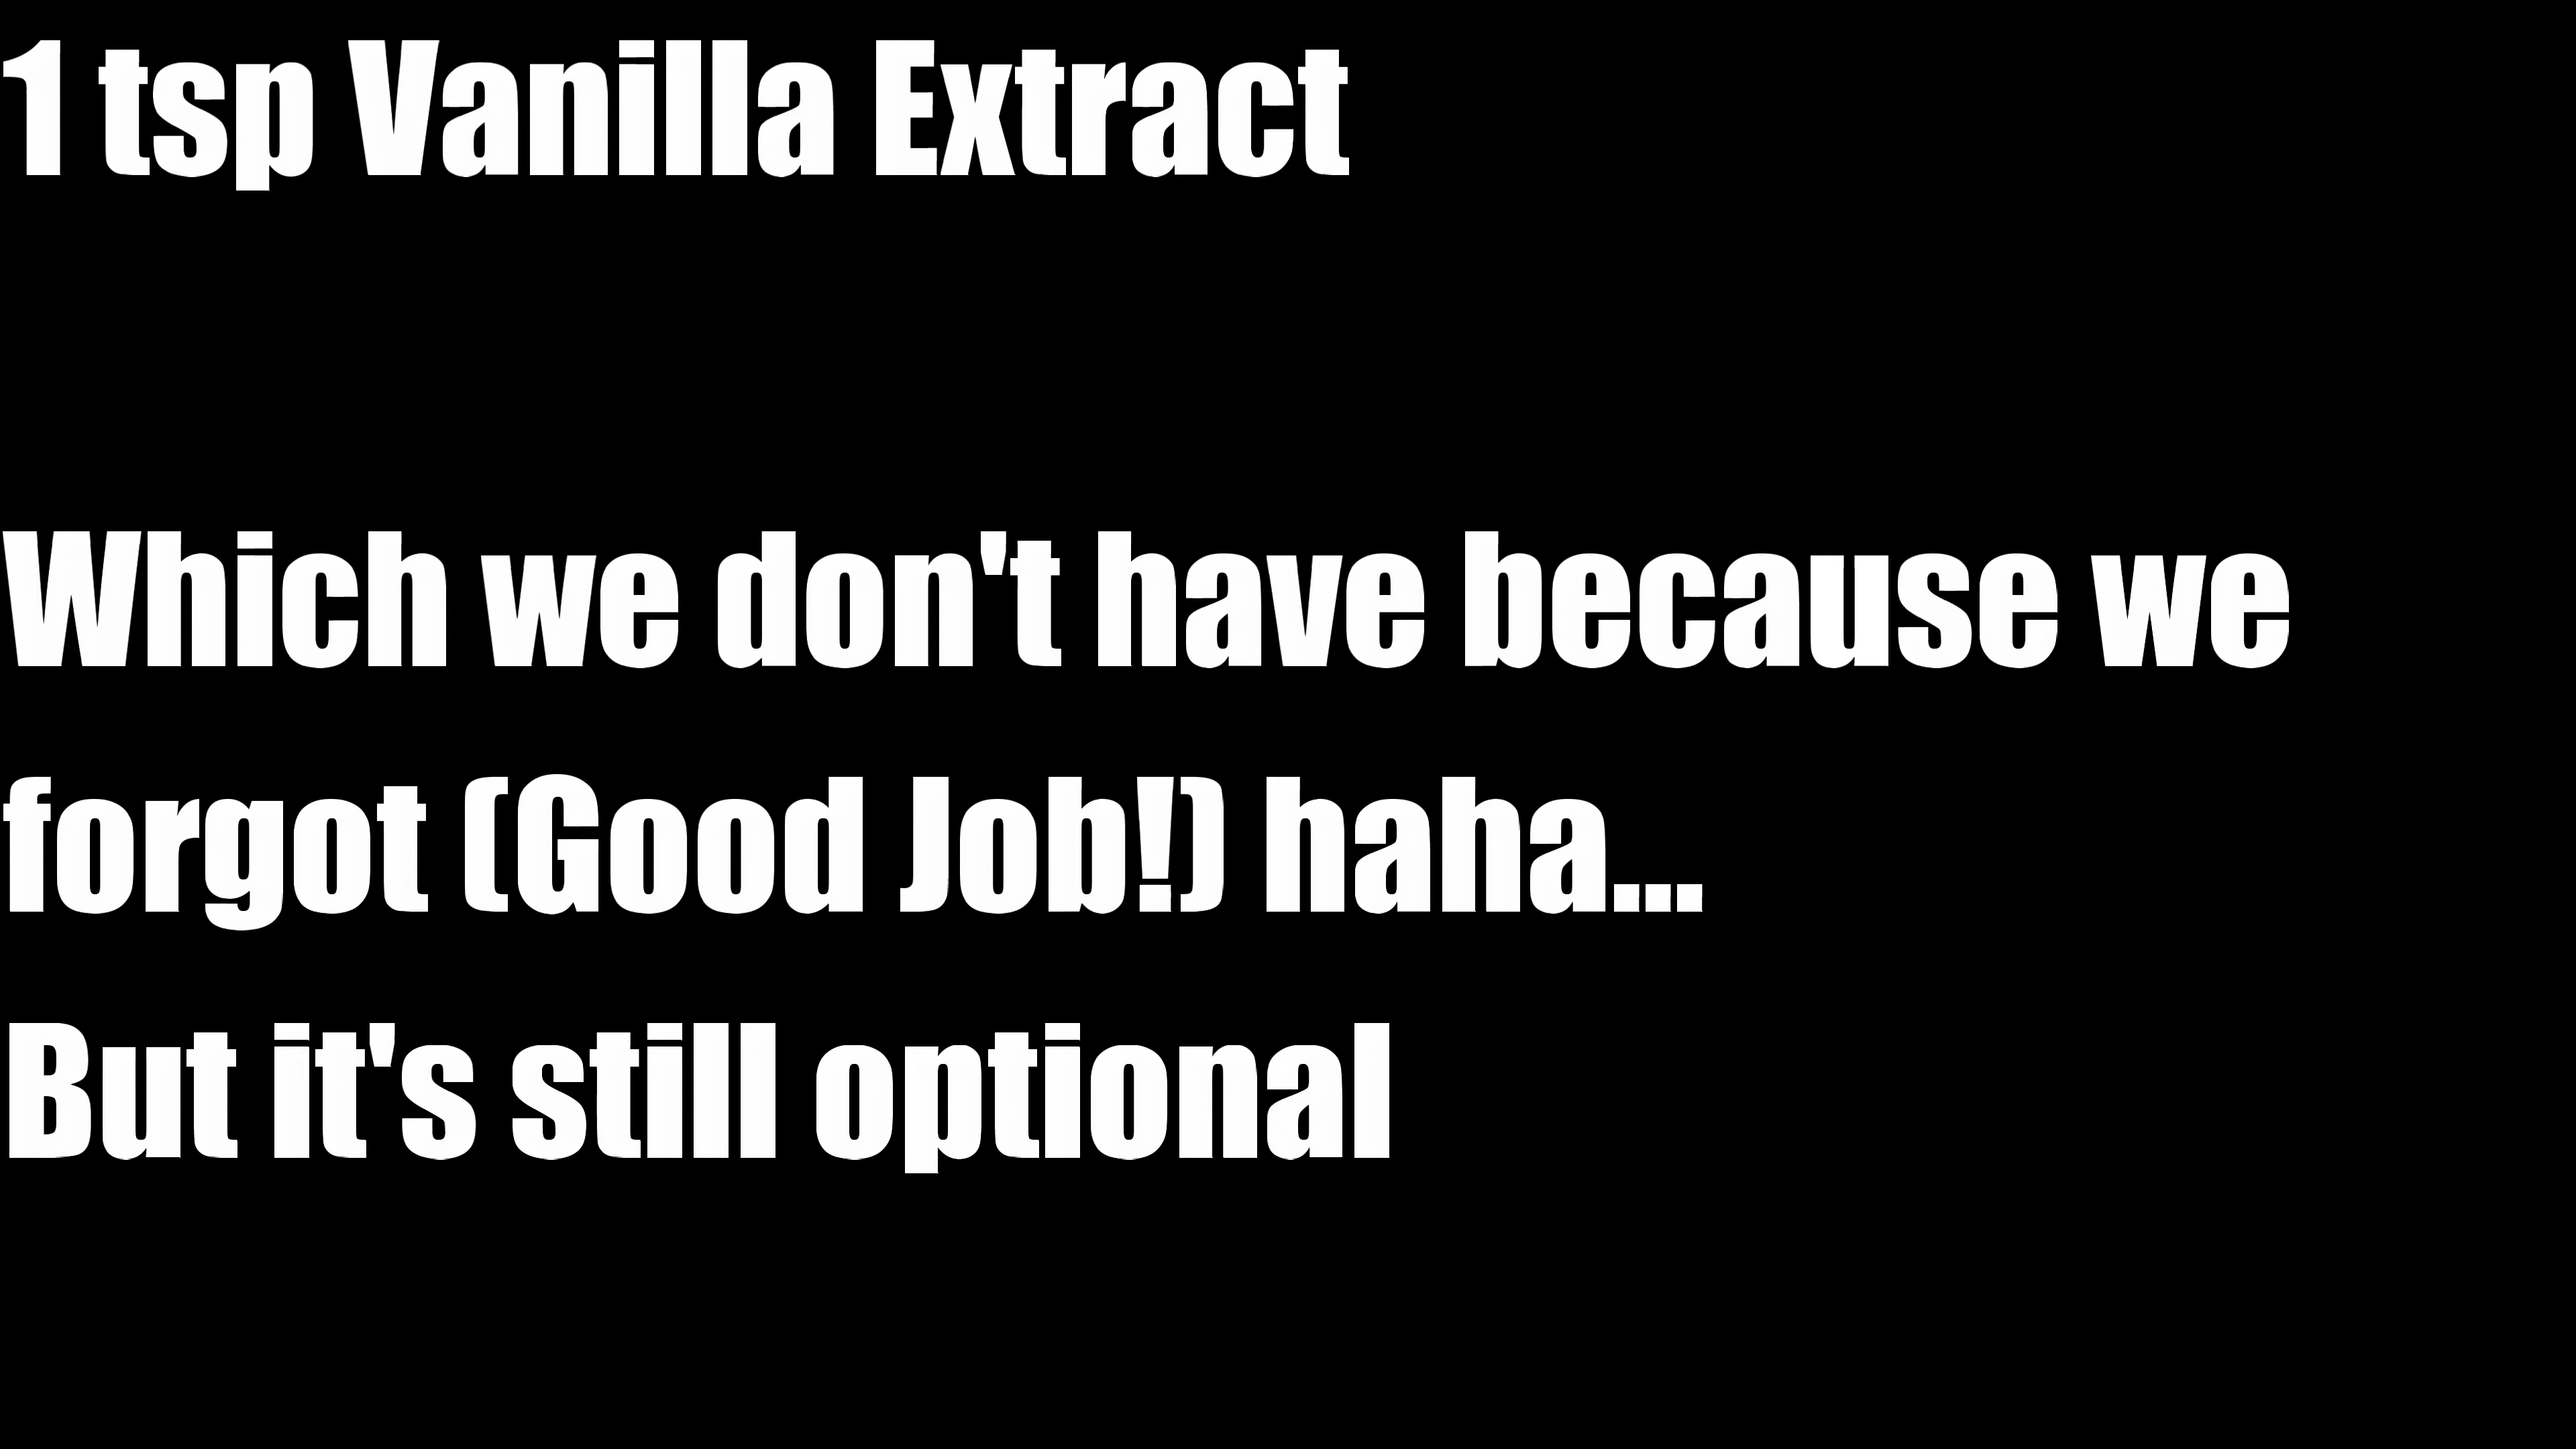 1 tsp Vanilla Extract
Which we don't have because we
forgot (Good Job!) haha...
But it's still optional